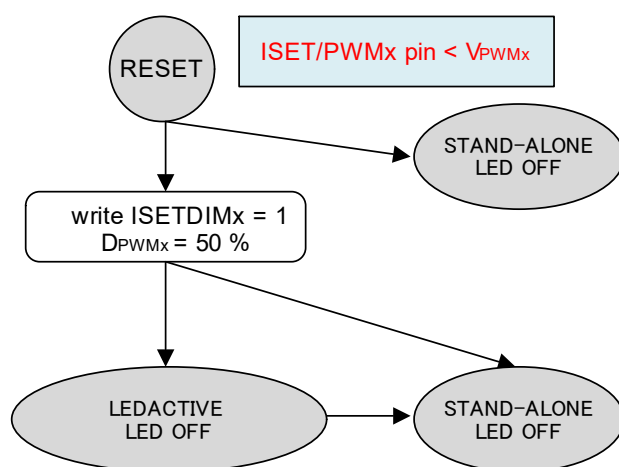 RESET
ISET/PWMx pin < VPWMx
STAND-ALONE
LED OFF
write ISETDIMx = 1
DPWMx = 50 %
LEDACTIVE
LED OFF
STAND-ALONE
LED OFF